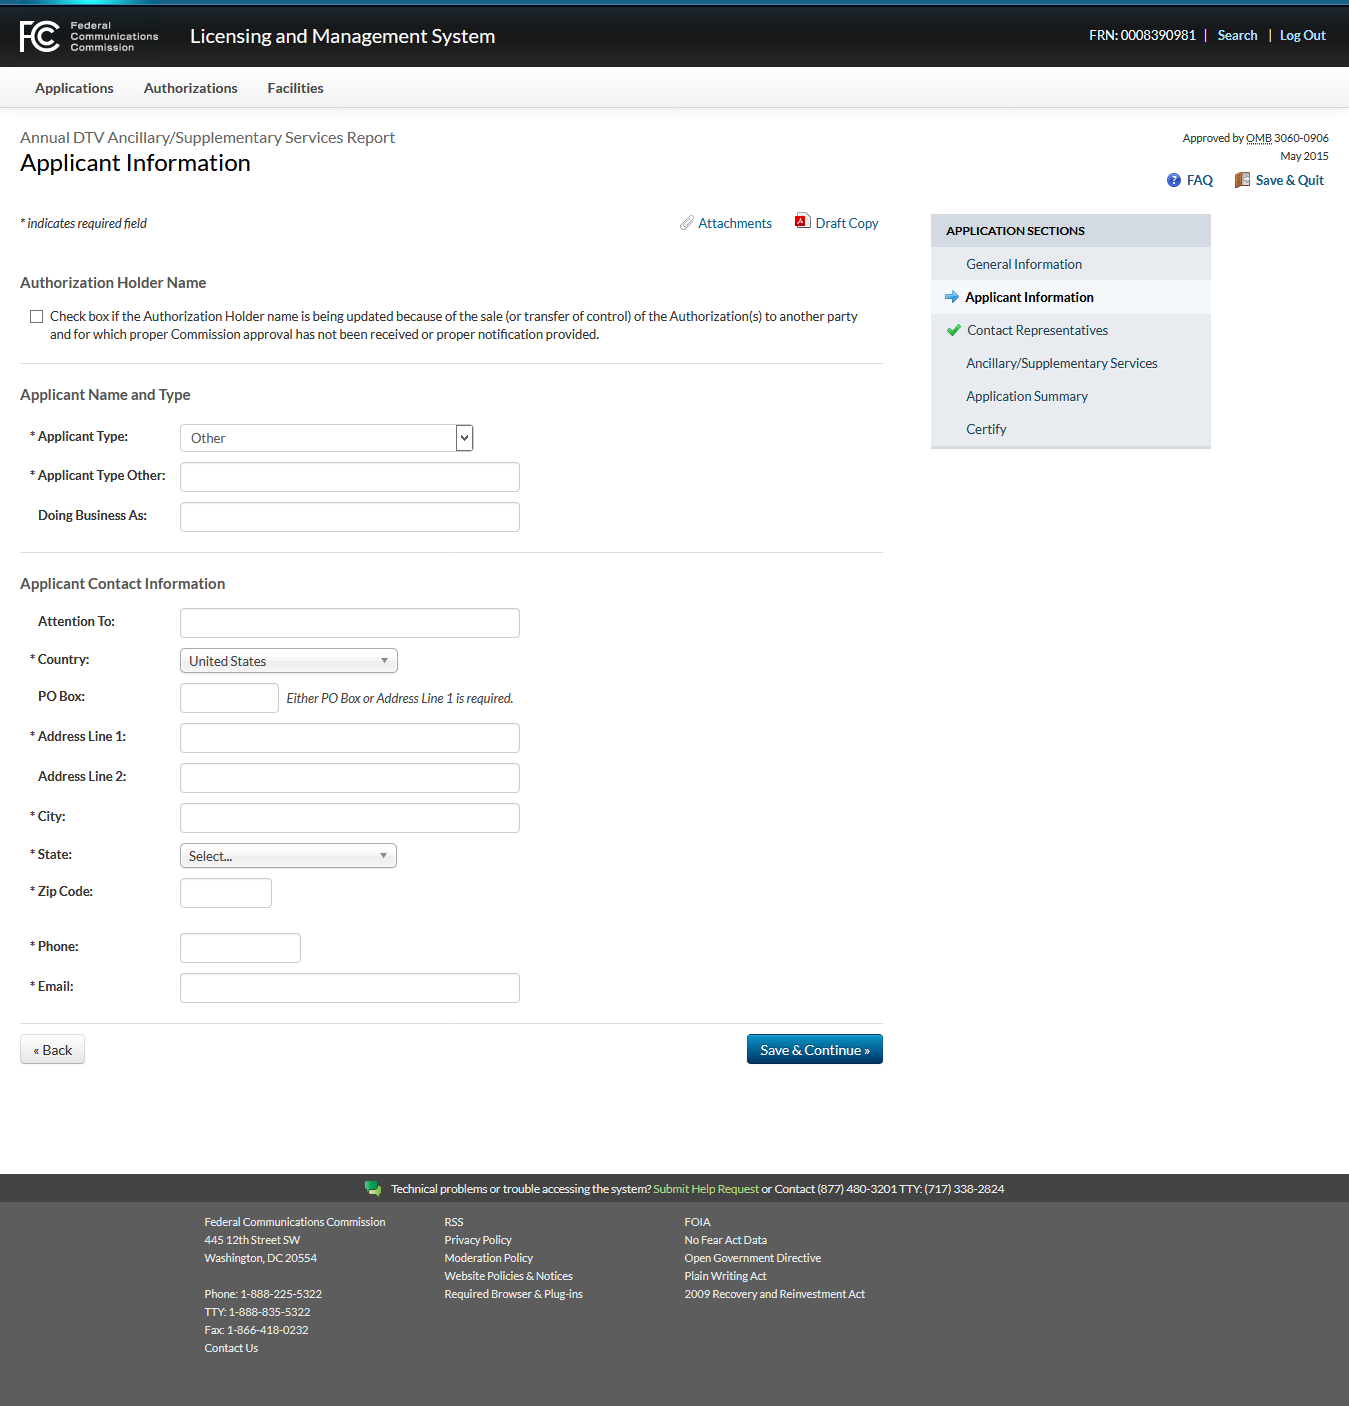 Federal
Communications
Commission
Licensing and Management System
FRN: 0008390981 | Search | Log Out
Applications Authorizations Facilities
Annual DTV Ancillary/Supplementary Services Report
Applicant Information
Approved by OMB 3060-0906
May 2015
FAQ Save & Quit
* indicates required field
Attachments Draft Copy
APPLICATION SECTIONS
General Information
Applicant Information
Contact Representatives
Ancillary/Supplementary Services
Application Summary
Certify
Authorization Holder Name
Check box if the Authorization Holder name is being updated because of the sale (or transfer of control) of the Authorization(s) to another party
and for which proper Commission approval has not been received or proper notification provided.
Applicant Name and Type
* Applicant Type: Other
* Applicant Type Other:
Doing Business As:
Applicant Contact Information
Attention To:
* Country: United States
PO Box: Either PO Box or Address Line 1 is required.
* Address Line 1:
Address Line 2:
* City:
* State: Select...
* Zip Code:
* Phone:
* Email:
« Back Save & Continue »
Technical problems or trouble accessing the system? Submit Help Request or Contact (877) 480-3201 TTY: (717) 338-2824
Federal Communications Commission
445 12th Street SW
Washington, DC 20554
Phone: 1-888-225-5322
TTY: 1-888-835-5322
Fax: 1-866-418-0232
Contact Us
RSS
Privacy Policy
Moderation Policy
Website Policies & Notices
Required Browser & Plug-ins
FOIA
No Fear Act Data
Open Government Directive
Plain Writing Act
2009 Recovery and Reinvestment Act